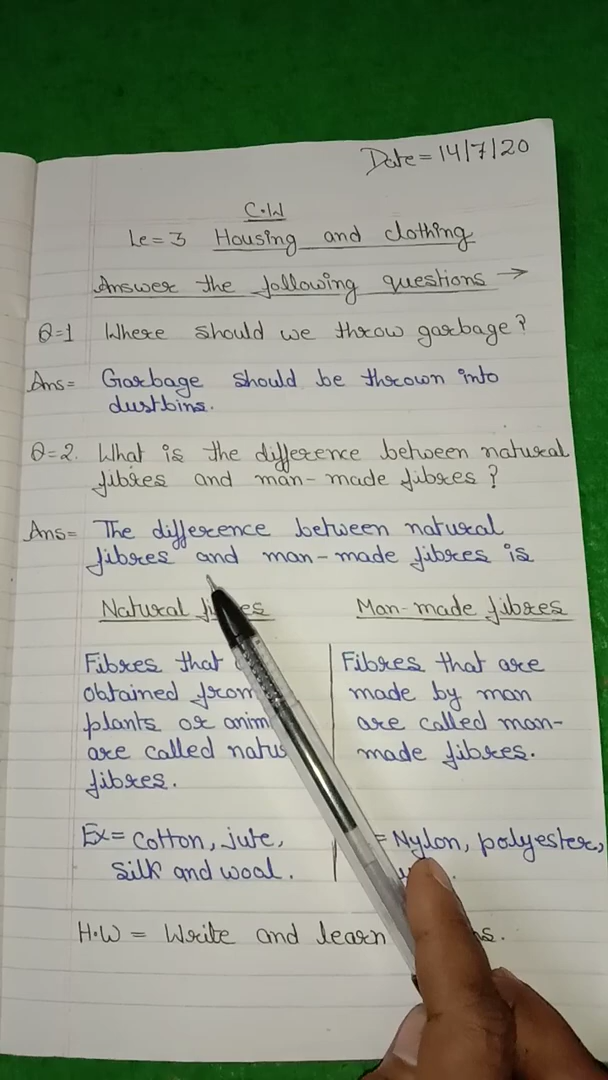 Date = 14/7/20
C.W
Le = 3 Housing and clothing
Answer the following questions →
Q=1 Where should we throw garbage?
Ans= Garbage should be thrown into
dustbins.
Q=2. What is the difference between natural
fibres and man-made fibres?
Ans= The difference between natural
fibres and man-made fibres is
Natural Man-made fibres
Fibres that Fibres that are
obtained from made by man
plants or are called man-
are called made fibres.
fibres.
Ex= Cotton, jute, = Nylon, polyester,
silk and woal.
H.W = Write and learn